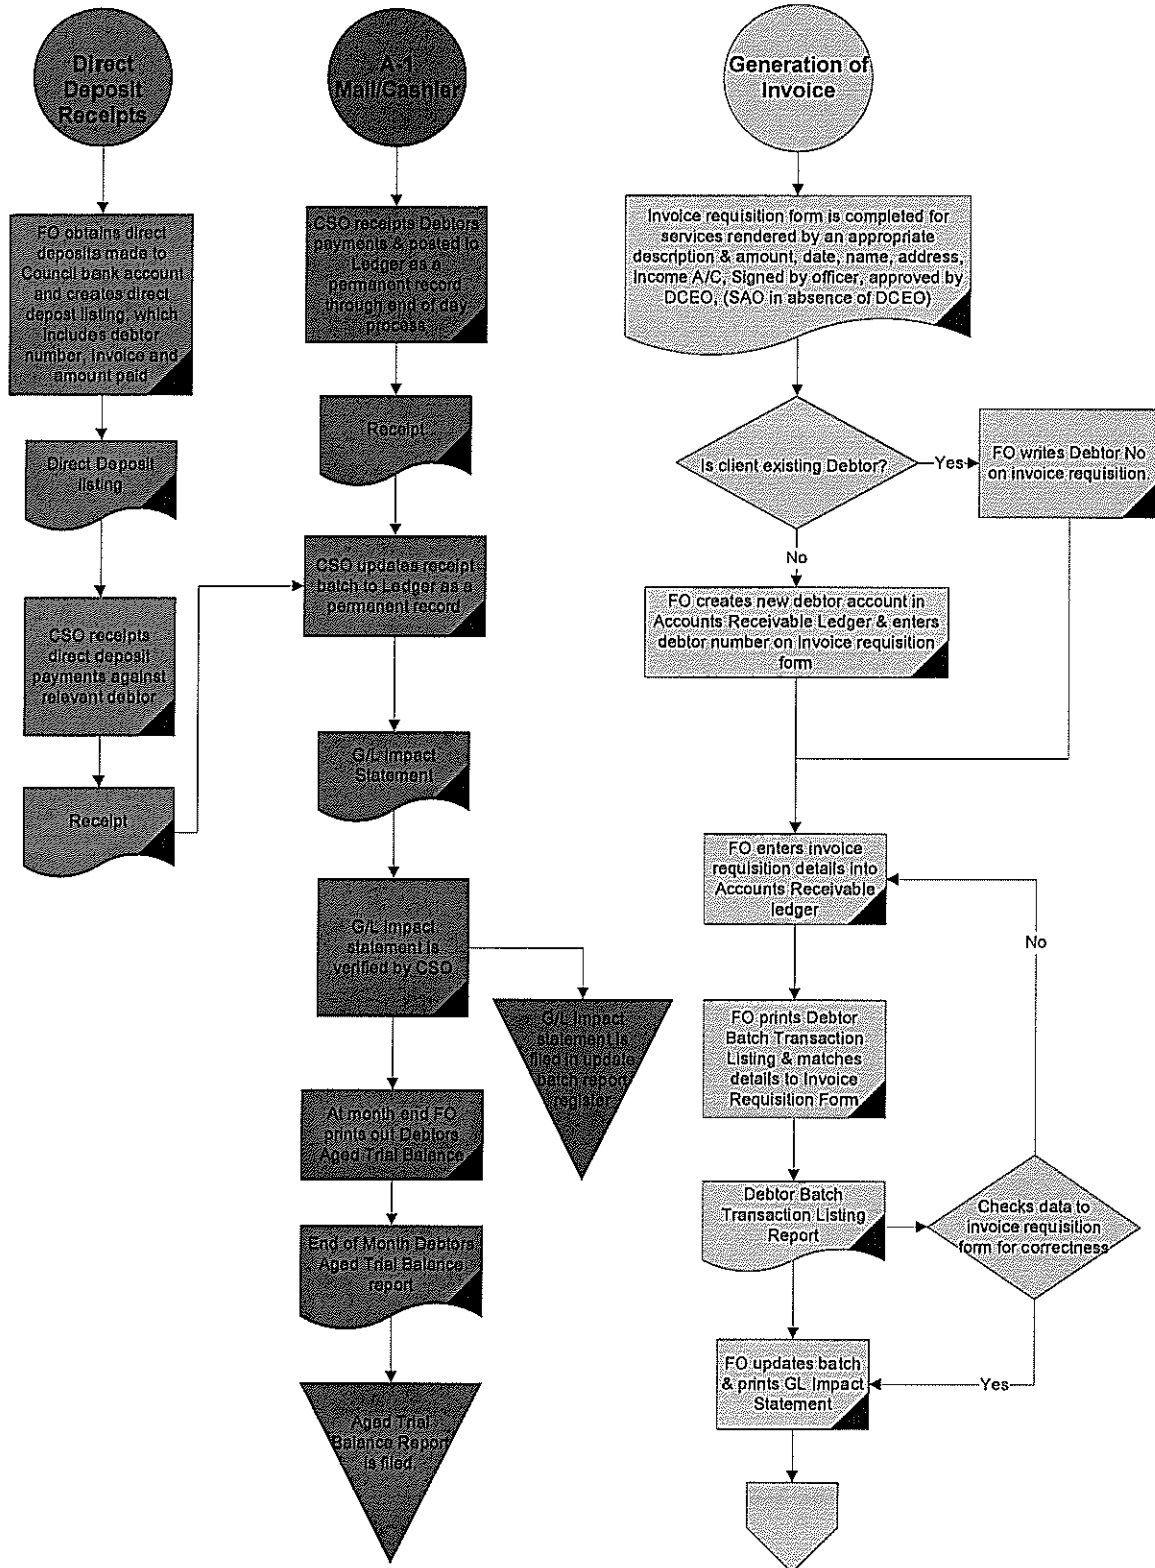 Direct
Deposit
Receipts
FO obtains direct
deposits made to
Council bank account
and creates direct
depost listing, which
includes debtor
number, invoice and
amount paid
Direct Deposit
listing
CSO receipts
direct deposit
payments against
relevant debtor
Receipt
A-1
Mail/Cashier
CSO receipts Debtors
payments & posted to
Ledger as a
permanent record
through end of day
process
Receipt
CSO updates receipt
batch to Ledger as a
permanent record
G/L Impact
Statement
G/L Impact
statement is
verified by CSO
G/L Impact
statement is
filed in update
batch report
register
At month end FO
prints out Debtors
Aged Trial Balance
End of Month Debtors
Aged Trial Balance
report
Aged Trial
Balance Report
is filed.
Generation of
Invoice
Invoice requisition form is completed for
services rendered by an appropriate
description & amount, date, name, address,
Income A/C, Signed by officer, approved by
DCEO, (SAO in absence of DCEO)
Is client existing Debtor?
Yes
FO writes Debtor No
on invoice requisition
No
FO creates new debtor account in
Accounts Receivable Ledger & enters
debtor number on Invoice requisition
form
FO enters invoice
requisition details into
Accounts Receivable
ledger
No
FO prints Debtor
Batch Transaction
Listing & matches
details to Invoice
Requisition Form
Debtor Batch
Transaction Listing
Report
Checks data to
invoice requisition
form for correctness
FO updates batch
& prints GL Impact
Statement
Yes